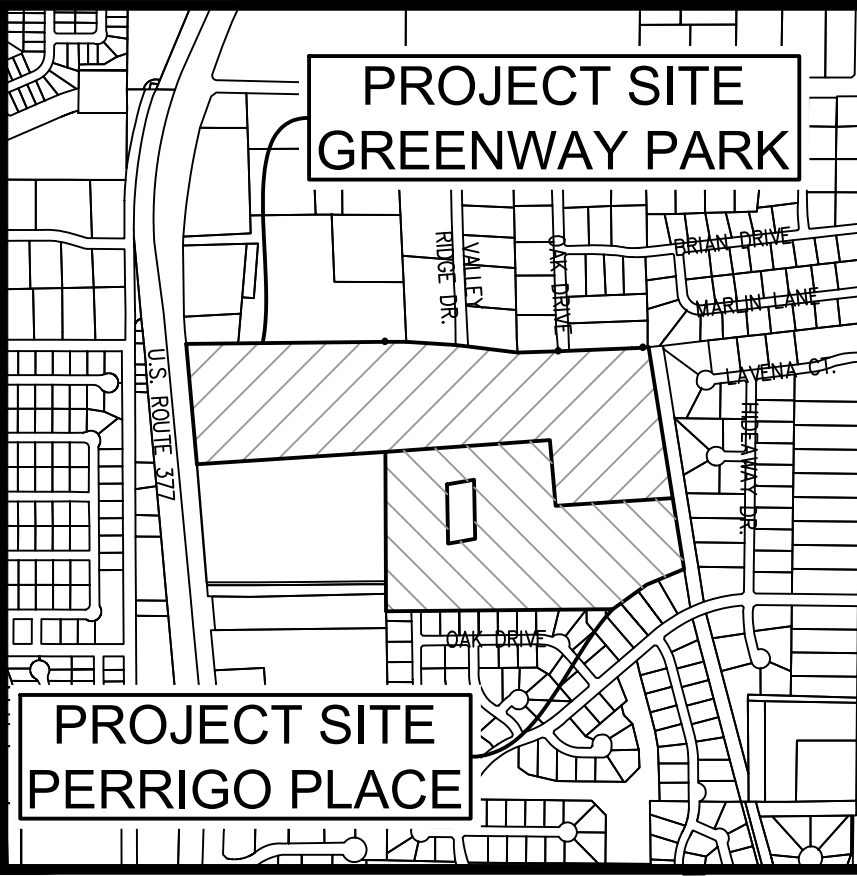 PROJECT SITE
GREENWAY PARK
VALLEY
RIDGE DR.
OAK DRIVE
BRIAN DRIVE
MARLIN LANE
LAVENA CT.
HIDEAWAY DR.
U.S. ROUTE 377
OAK DRIVE
PROJECT SITE
PERRIGO PLACE